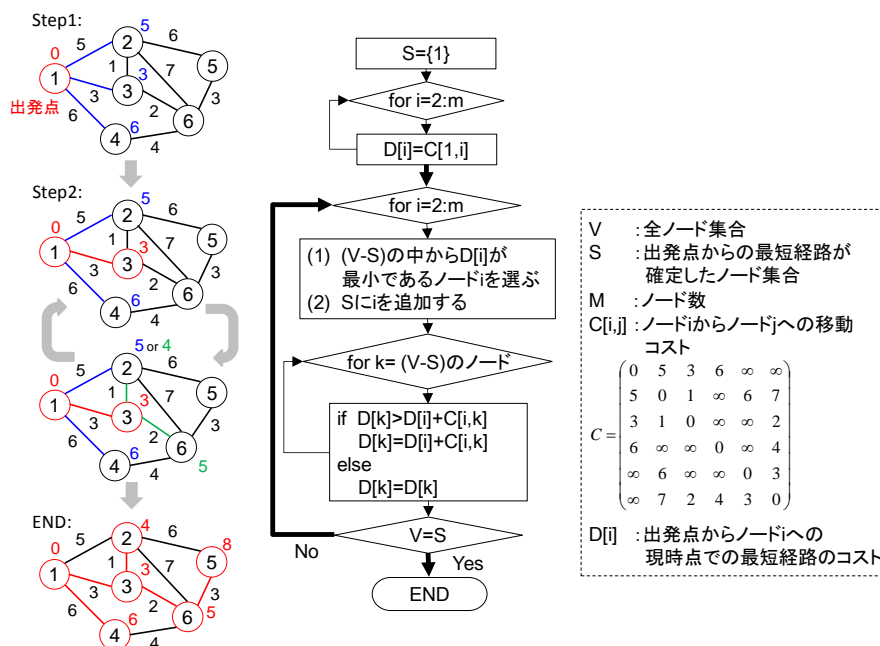 Step1:
0
5
5
6
1
2
5
1
3
7
3
3
2
3
出発点
6
6
4
6
4
Step2:
0
5
5
6
1
2
5
1
3
7
3
3
2
3
6
6
4
6
4
5 or 4
0
5
6
1
2
5
1
3
7
3
3
2
3
6
6
4
6
4
5
END:
0
4
5
6
8
1
2
5
1
3
7
3
3
2
3
6
6
4
6
5
4
S={1}
for i=2:m
D[i]=C[1,i]
for i=2:m
(1) (V-S)の中からD[i]が
最小であるノードiを選ぶ
(2) Sにiを追加する
for k= (V-S)のノード
if D[k]>D[i]+C[i,k]
D[k]=D[i]+C[i,k]
else
D[k]=D[k]
V=S
No
Yes
END
V :全ノード集合
S :出発点からの最短経路が
確定したノード集合
M :ノード数
C[i,j] :ノードiからノードjへの移動
コスト
0 5 3 6 ∞ ∞
5 0 1 ∞ 6 7
3 1 0 ∞ ∞ 2
C = 6 ∞ ∞ 0 ∞ 4
∞ 6 ∞ ∞ 0 3
∞ 7 2 4 3 0
D[i] :出発点からノードiへの
現時点での最短経路のコスト